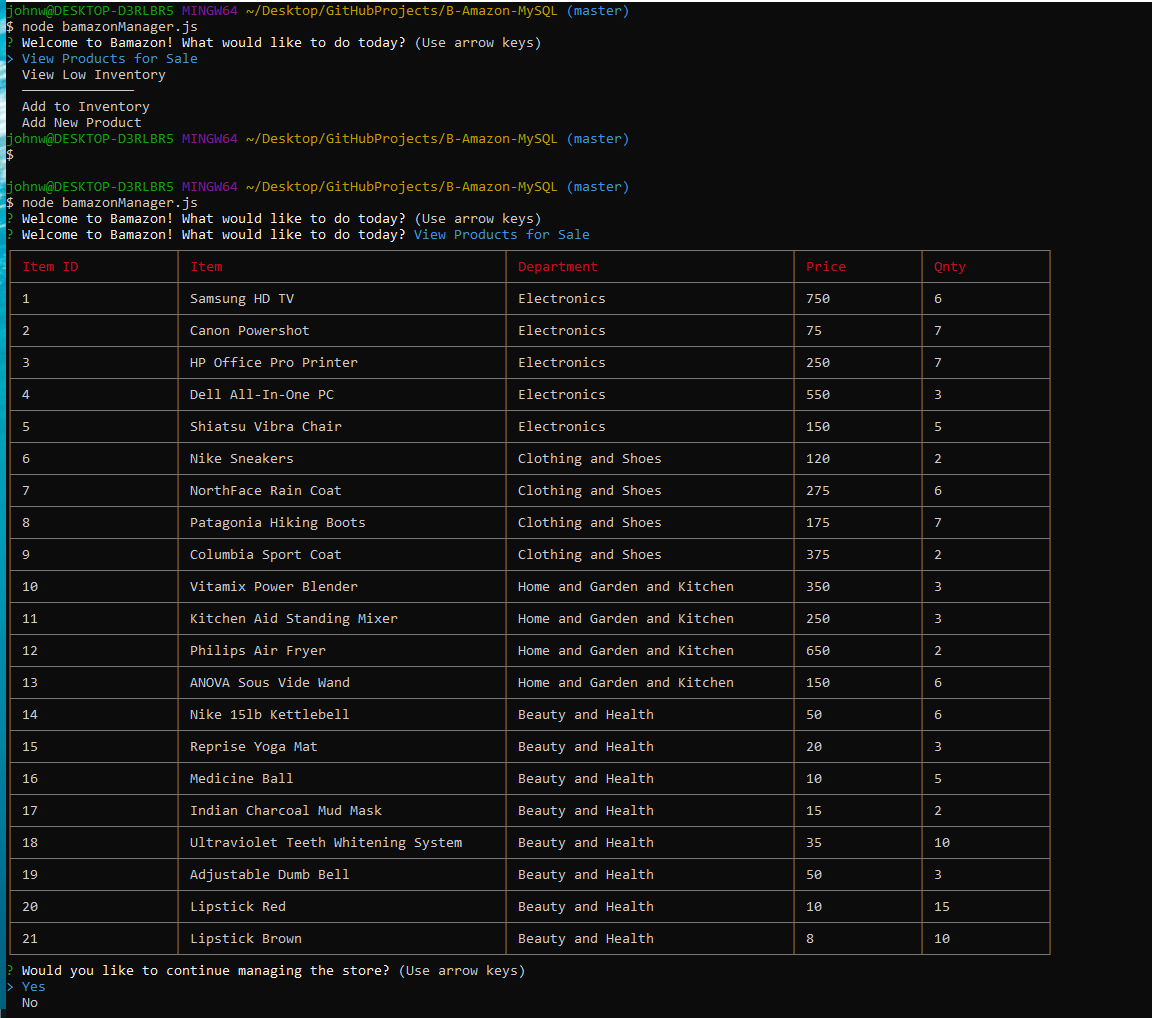 johnw@DESKTOP-D3RLBR5 MINGW64 ~/Desktop/GitHubProjects/B-Amazon-MySQL (master)
$ node bamazonManager.js
? Welcome to Bamazon! What would like to do today? (Use arrow keys)
> View Products for Sale
View Low Inventory
──────────────
Add to Inventory
Add New Product
johnw@DESKTOP-D3RLBR5 MINGW64 ~/Desktop/GitHubProjects/B-Amazon-MySQL (master)
$
johnw@DESKTOP-D3RLBR5 MINGW64 ~/Desktop/GitHubProjects/B-Amazon-MySQL (master)
$ node bamazonManager.js
? Welcome to Bamazon! What would like to do today? (Use arrow keys)
? Welcome to Bamazon! What would like to do today? View Products for Sale
Item ID Item Department Price Qnty
1 Samsung HD TV Electronics 750 6
2 Canon Powershot Electronics 75 7
3 HP Office Pro Printer Electronics 250 7
4 Dell All-In-One PC Electronics 550 3
5 Shiatsu Vibra Chair Electronics 150 5
6 Nike Sneakers Clothing and Shoes 120 2
7 NorthFace Rain Coat Clothing and Shoes 275 6
8 Patagonia Hiking Boots Clothing and Shoes 175 7
9 Columbia Sport Coat Clothing and Shoes 375 2
10 Vitamix Power Blender Home and Garden and Kitchen 350 3
11 Kitchen Aid Standing Mixer Home and Garden and Kitchen 250 3
12 Philips Air Fryer Home and Garden and Kitchen 650 2
13 ANOVA Sous Vide Wand Home and Garden and Kitchen 150 6
14 Nike 15lb Kettlebell Beauty and Health 50 6
15 Reprise Yoga Mat Beauty and Health 20 3
16 Medicine Ball Beauty and Health 10 5
17 Indian Charcoal Mud Mask Beauty and Health 15 2
18 Ultraviolet Teeth Whitening System Beauty and Health 35 10
19 Adjustable Dumb Bell Beauty and Health 50 3
20 Lipstick Red Beauty and Health 10 15
21 Lipstick Brown Beauty and Health 8 10
? Would you like to continue managing the store? (Use arrow keys)
> Yes
No